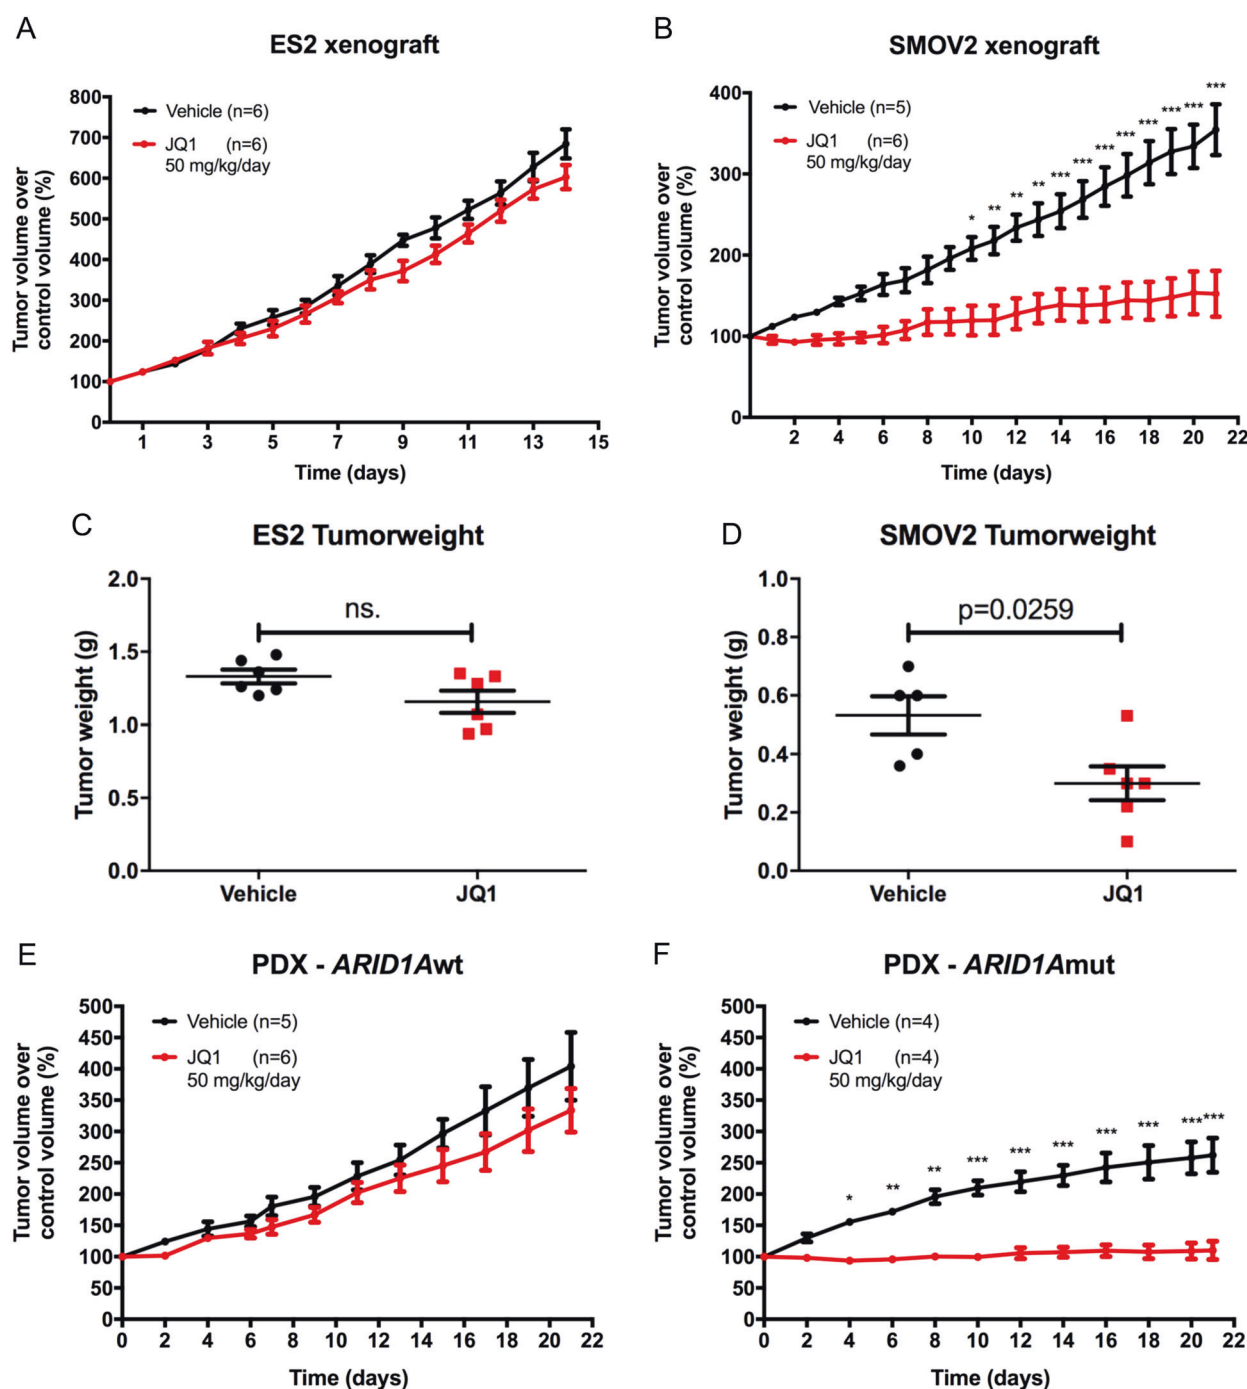 A
ES2 xenograft
Vehicle (n=6)
JQ1 (n=6)
50 mg/kg/day
Tumor volume over
control volume (%)
800
700
600
500
400
300
200
100
0
1 3 5 7 9 11 13 15
Time (days)
B
SMOV2 xenograft
Vehicle (n=5)
JQ1 (n=6)
50 mg/kg/day
Tumor volume over
control volume (%)
400
300
200
100
0
* ** ** ** *** *** *** *** *** *** *** ***
2 4 6 8 10 12 14 16 18 20 22
Time (days)
C
ES2 Tumorweight
Tumor weight (g)
2.0
1.5
1.0
0.5
0.0
ns.
Vehicle JQ1
D
SMOV2 Tumorweight
Tumor weight (g)
1.0
0.8
0.6
0.4
0.2
0.0
p=0.0259
Vehicle JQ1
E
PDX - ARID1Awt
Vehicle (n=5)
JQ1 (n=6)
50 mg/kg/day
Tumor volume over
control volume (%)
500
450
400
350
300
250
200
150
100
50
0
0 2 4 6 8 10 12 14 16 18 20 22
Time (days)
F
PDX - ARID1Amut
Vehicle (n=4)
JQ1 (n=4)
50 mg/kg/day
Tumor volume over
control volume (%)
500
450
400
350
300
250
200
150
100
50
0
* ** ** *** *** *** *** *** *** ***
0 2 4 6 8 10 12 14 16 18 20 22
Time (days)